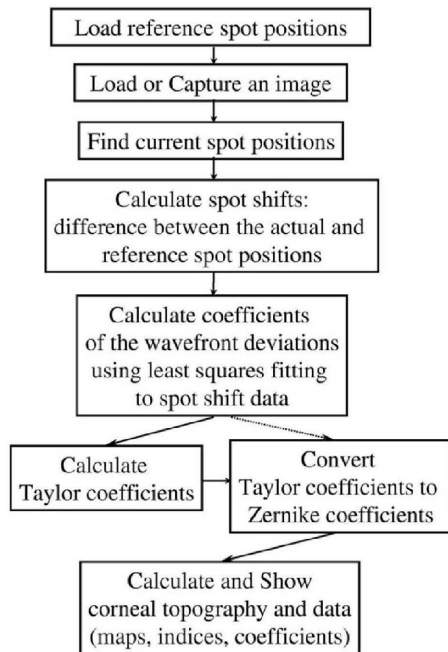 Load reference spot positions
Load or Capture an image
Find current spot positions
Calculate spot shifts:
difference between the actual and
reference spot positions
Calculate coefficients
of the wavefront deviations
using least squares fitting
to spot shift data
Calculate
Taylor coefficients
Convert
Taylor coefficients to
Zernike coefficients
Calculate and Show
corneal topography and data
(maps, indices, coefficients)